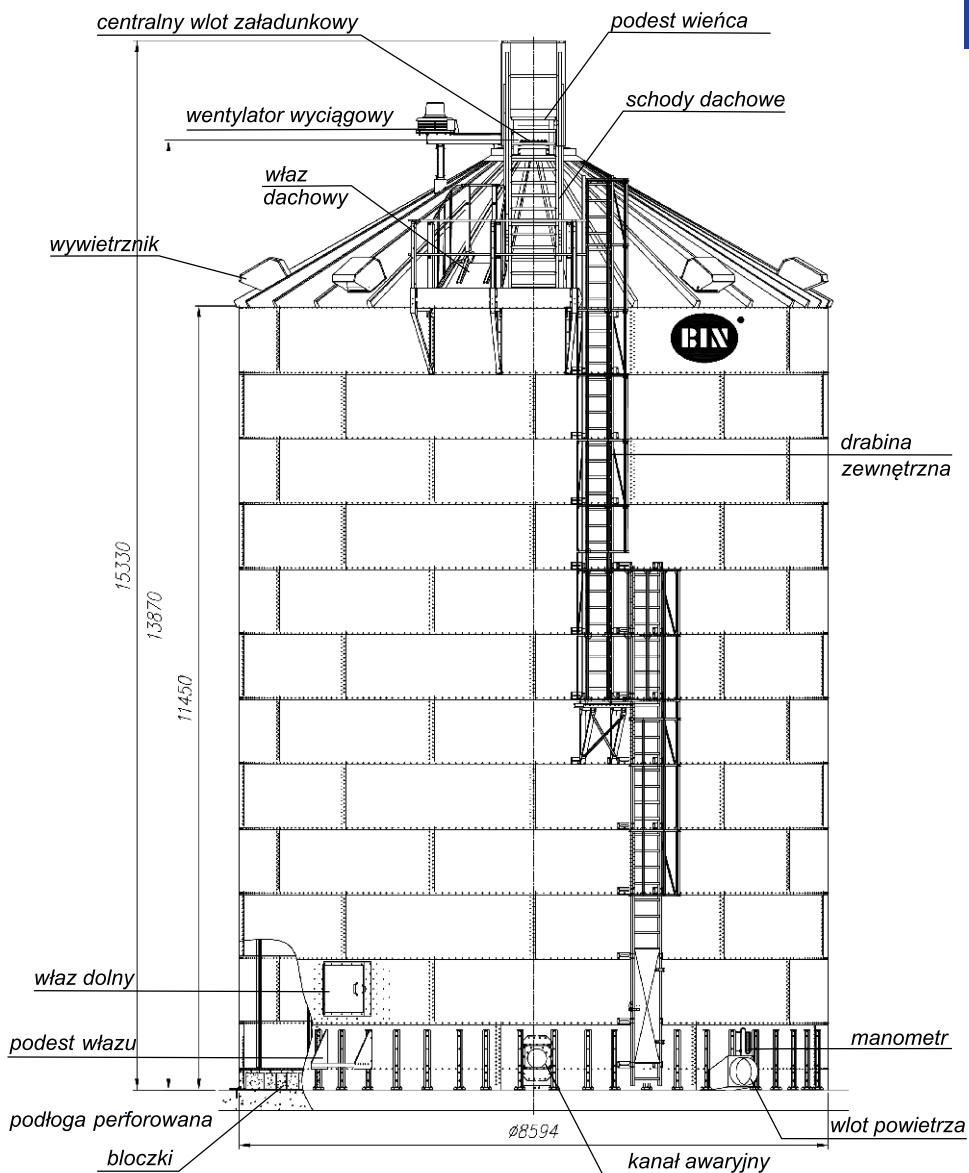 centralny wlot załadunkowy
podest wieńca
wentylator wyciągowy
schody dachowe
właz
dachowy
wywietrznik
BIN
drabina
zewnętrzna
15330
13870
11450
właz dolny
podest włazu
manometr
podłoga perforowana
ø8594
wlot powietrza
bloczki
kanał awaryjny